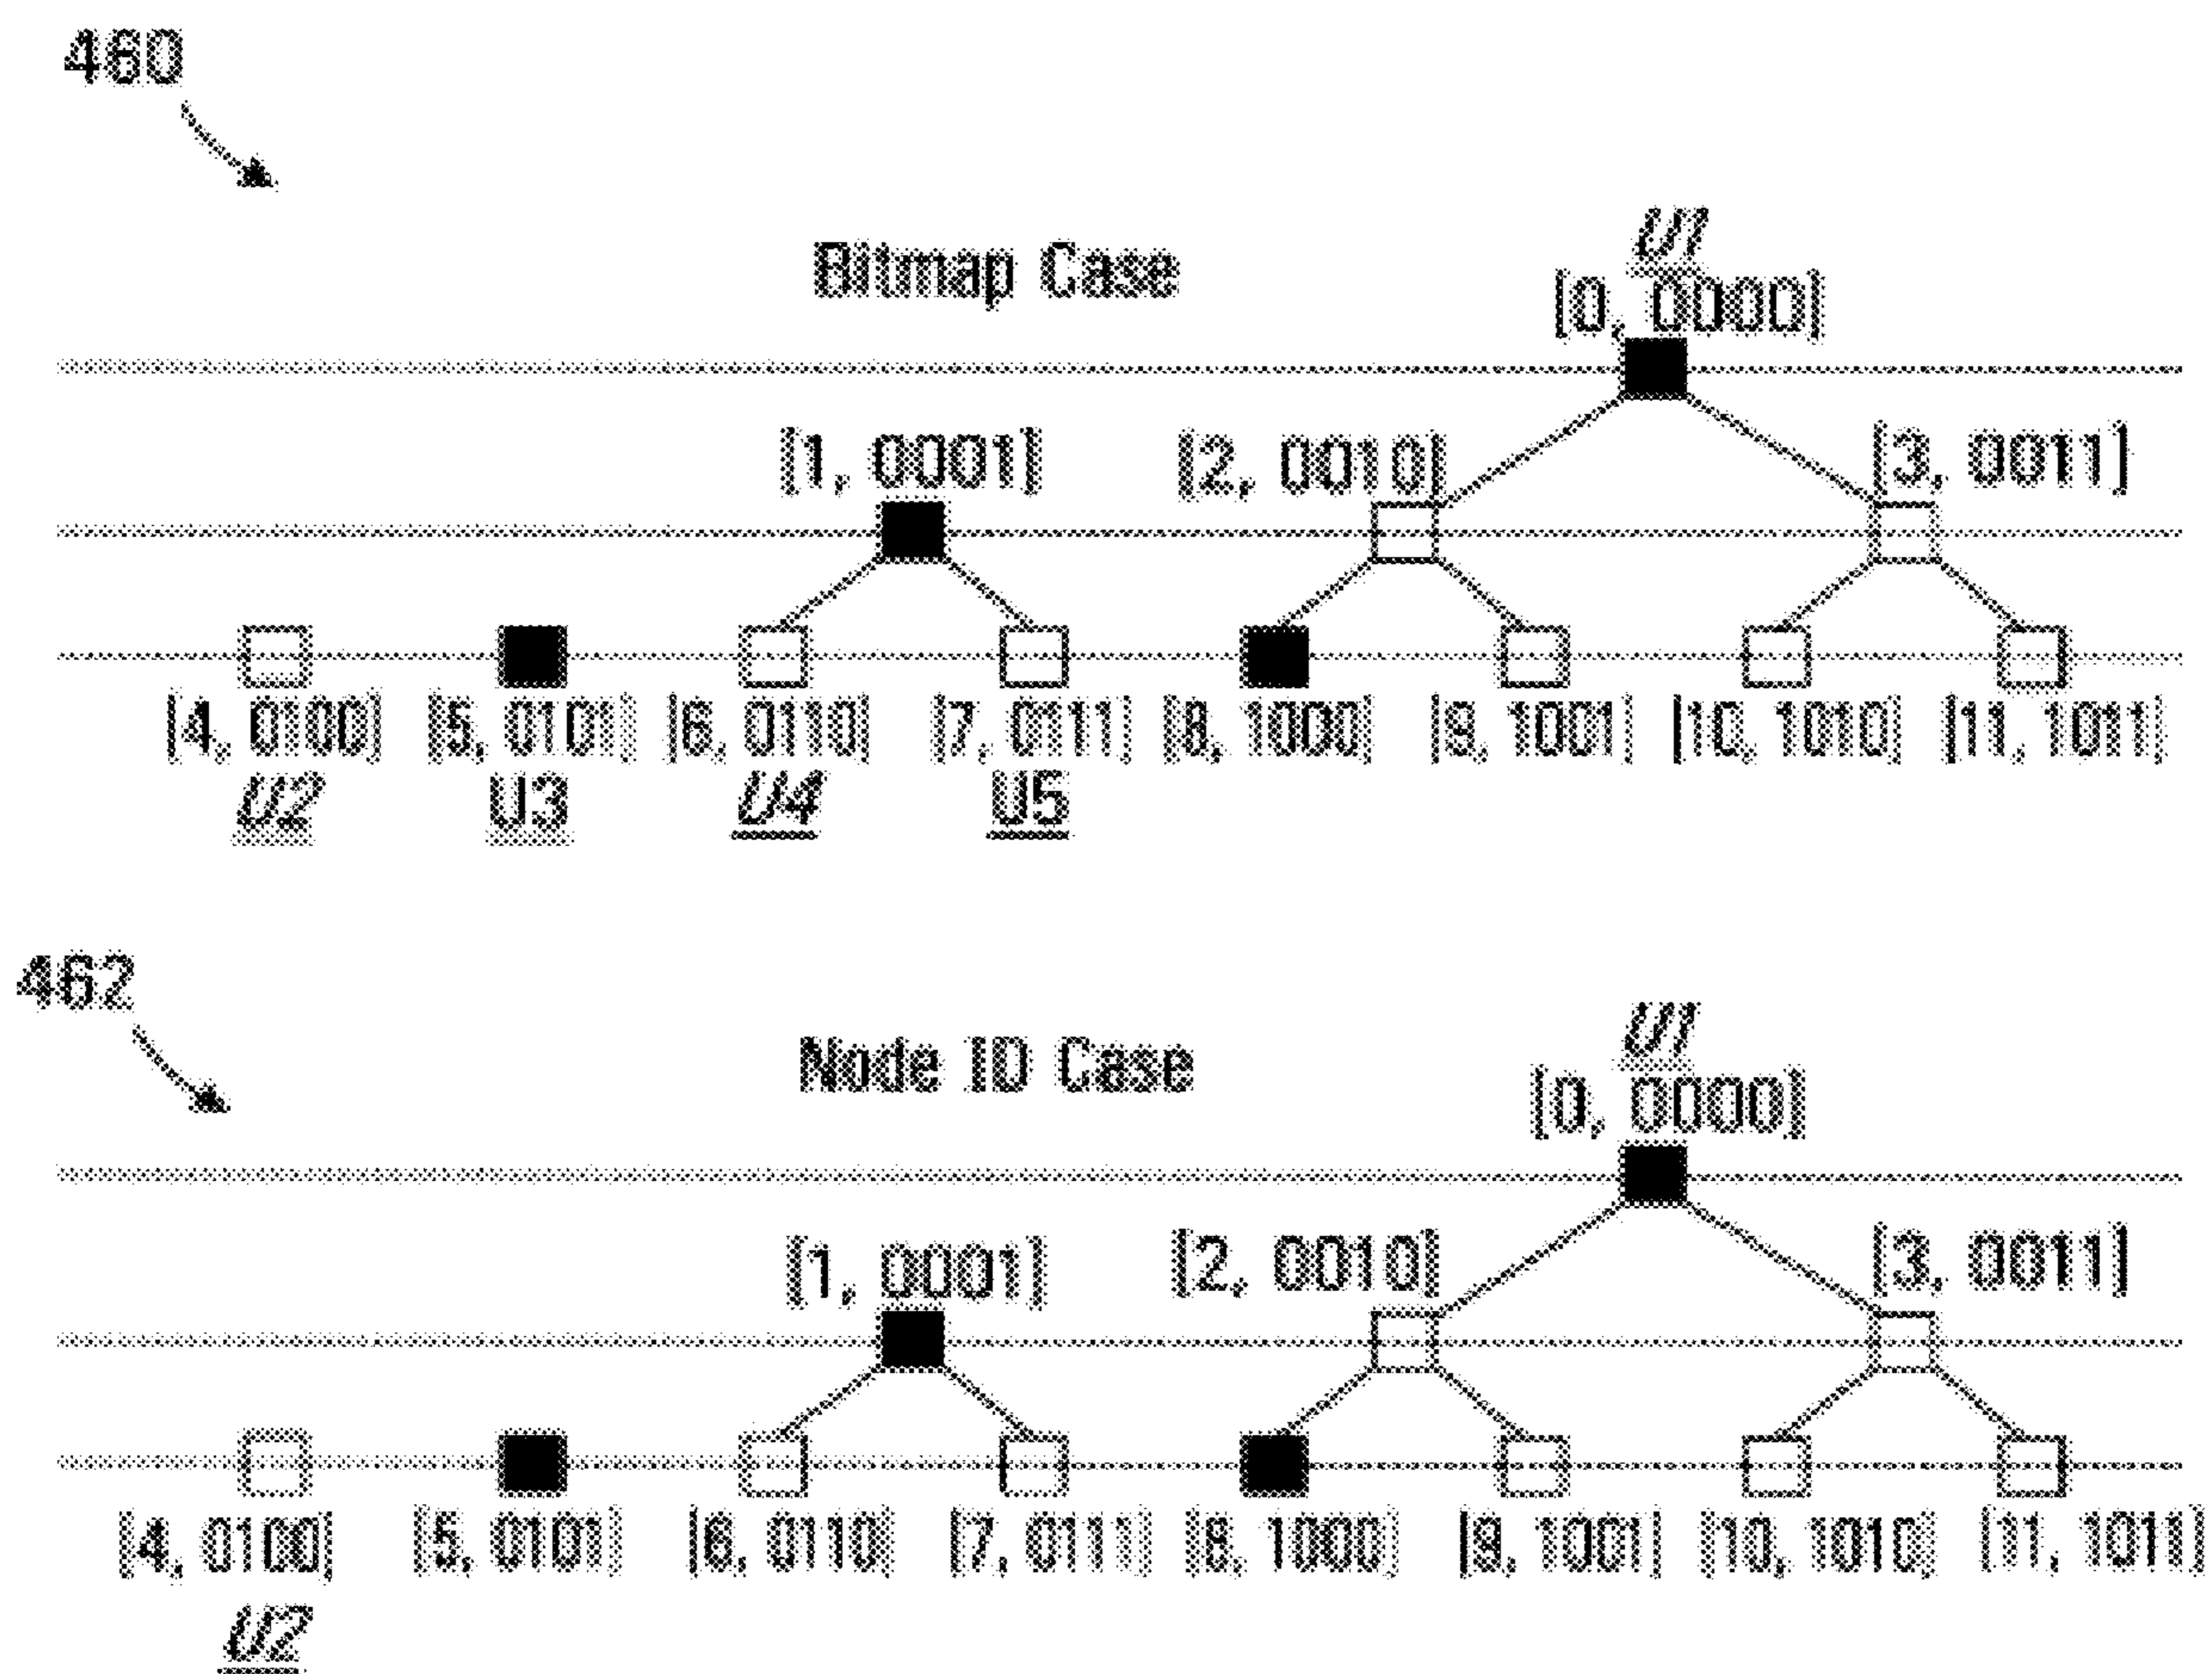 460
U1
Bitmap Case
[0, 0000]
[1, 0001] [2, 0010] [3, 0011]
[4, 0100] [5, 0101] [6, 0110] [7, 0111] [8, 1000] [9, 1001] [10, 1010] [11, 1011]
U2 U3 U4 U5
462
U1
Node ID Case
[0, 0000]
[1, 0001] [2, 0010] [3, 0011]
[4, 0100] [5, 0101] [6, 0110] [7, 0111] [8, 1000] [9, 1001] [10, 1010] [11, 1011]
U2